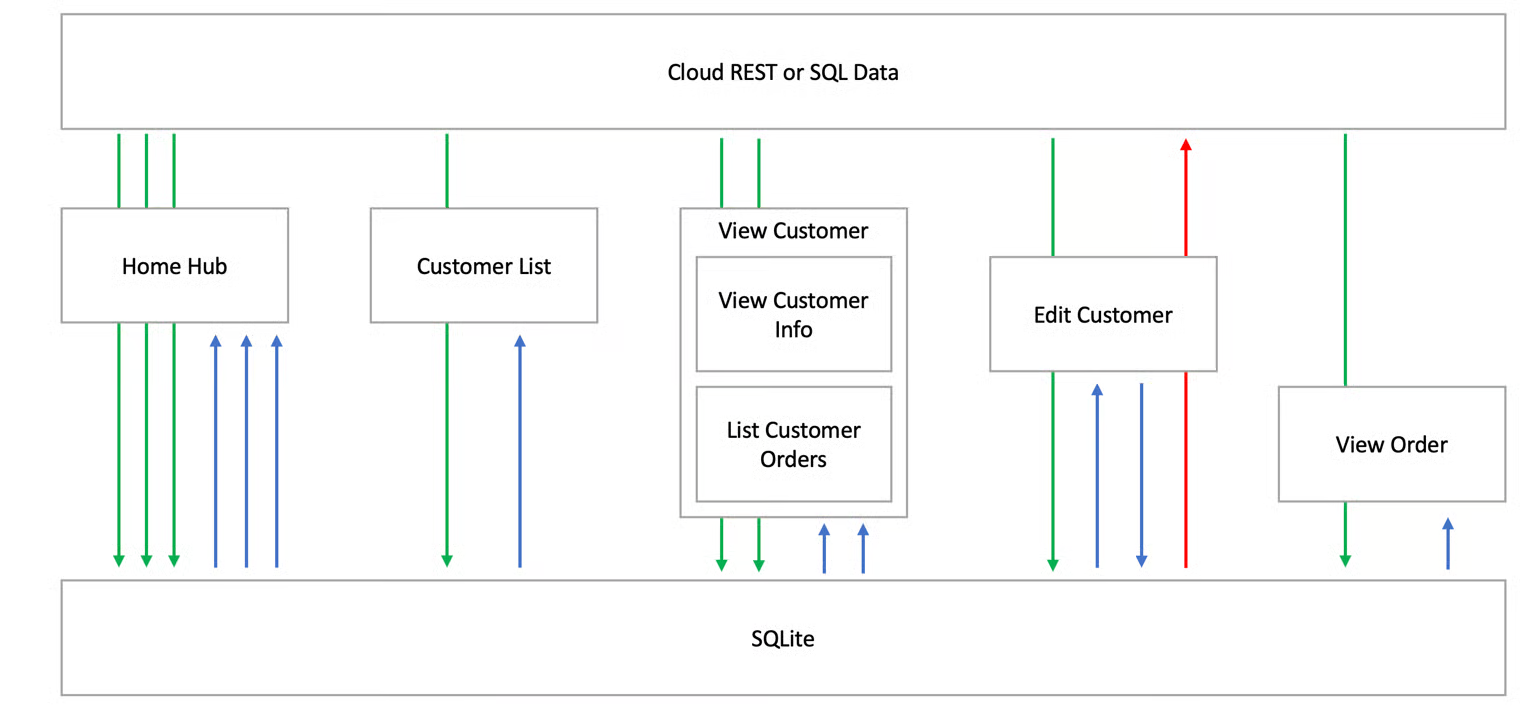 Cloud REST or SQL Data
Home Hub
Customer List
View Customer
View Customer
Info
List Customer
Orders
Edit Customer
View Order
SQLite